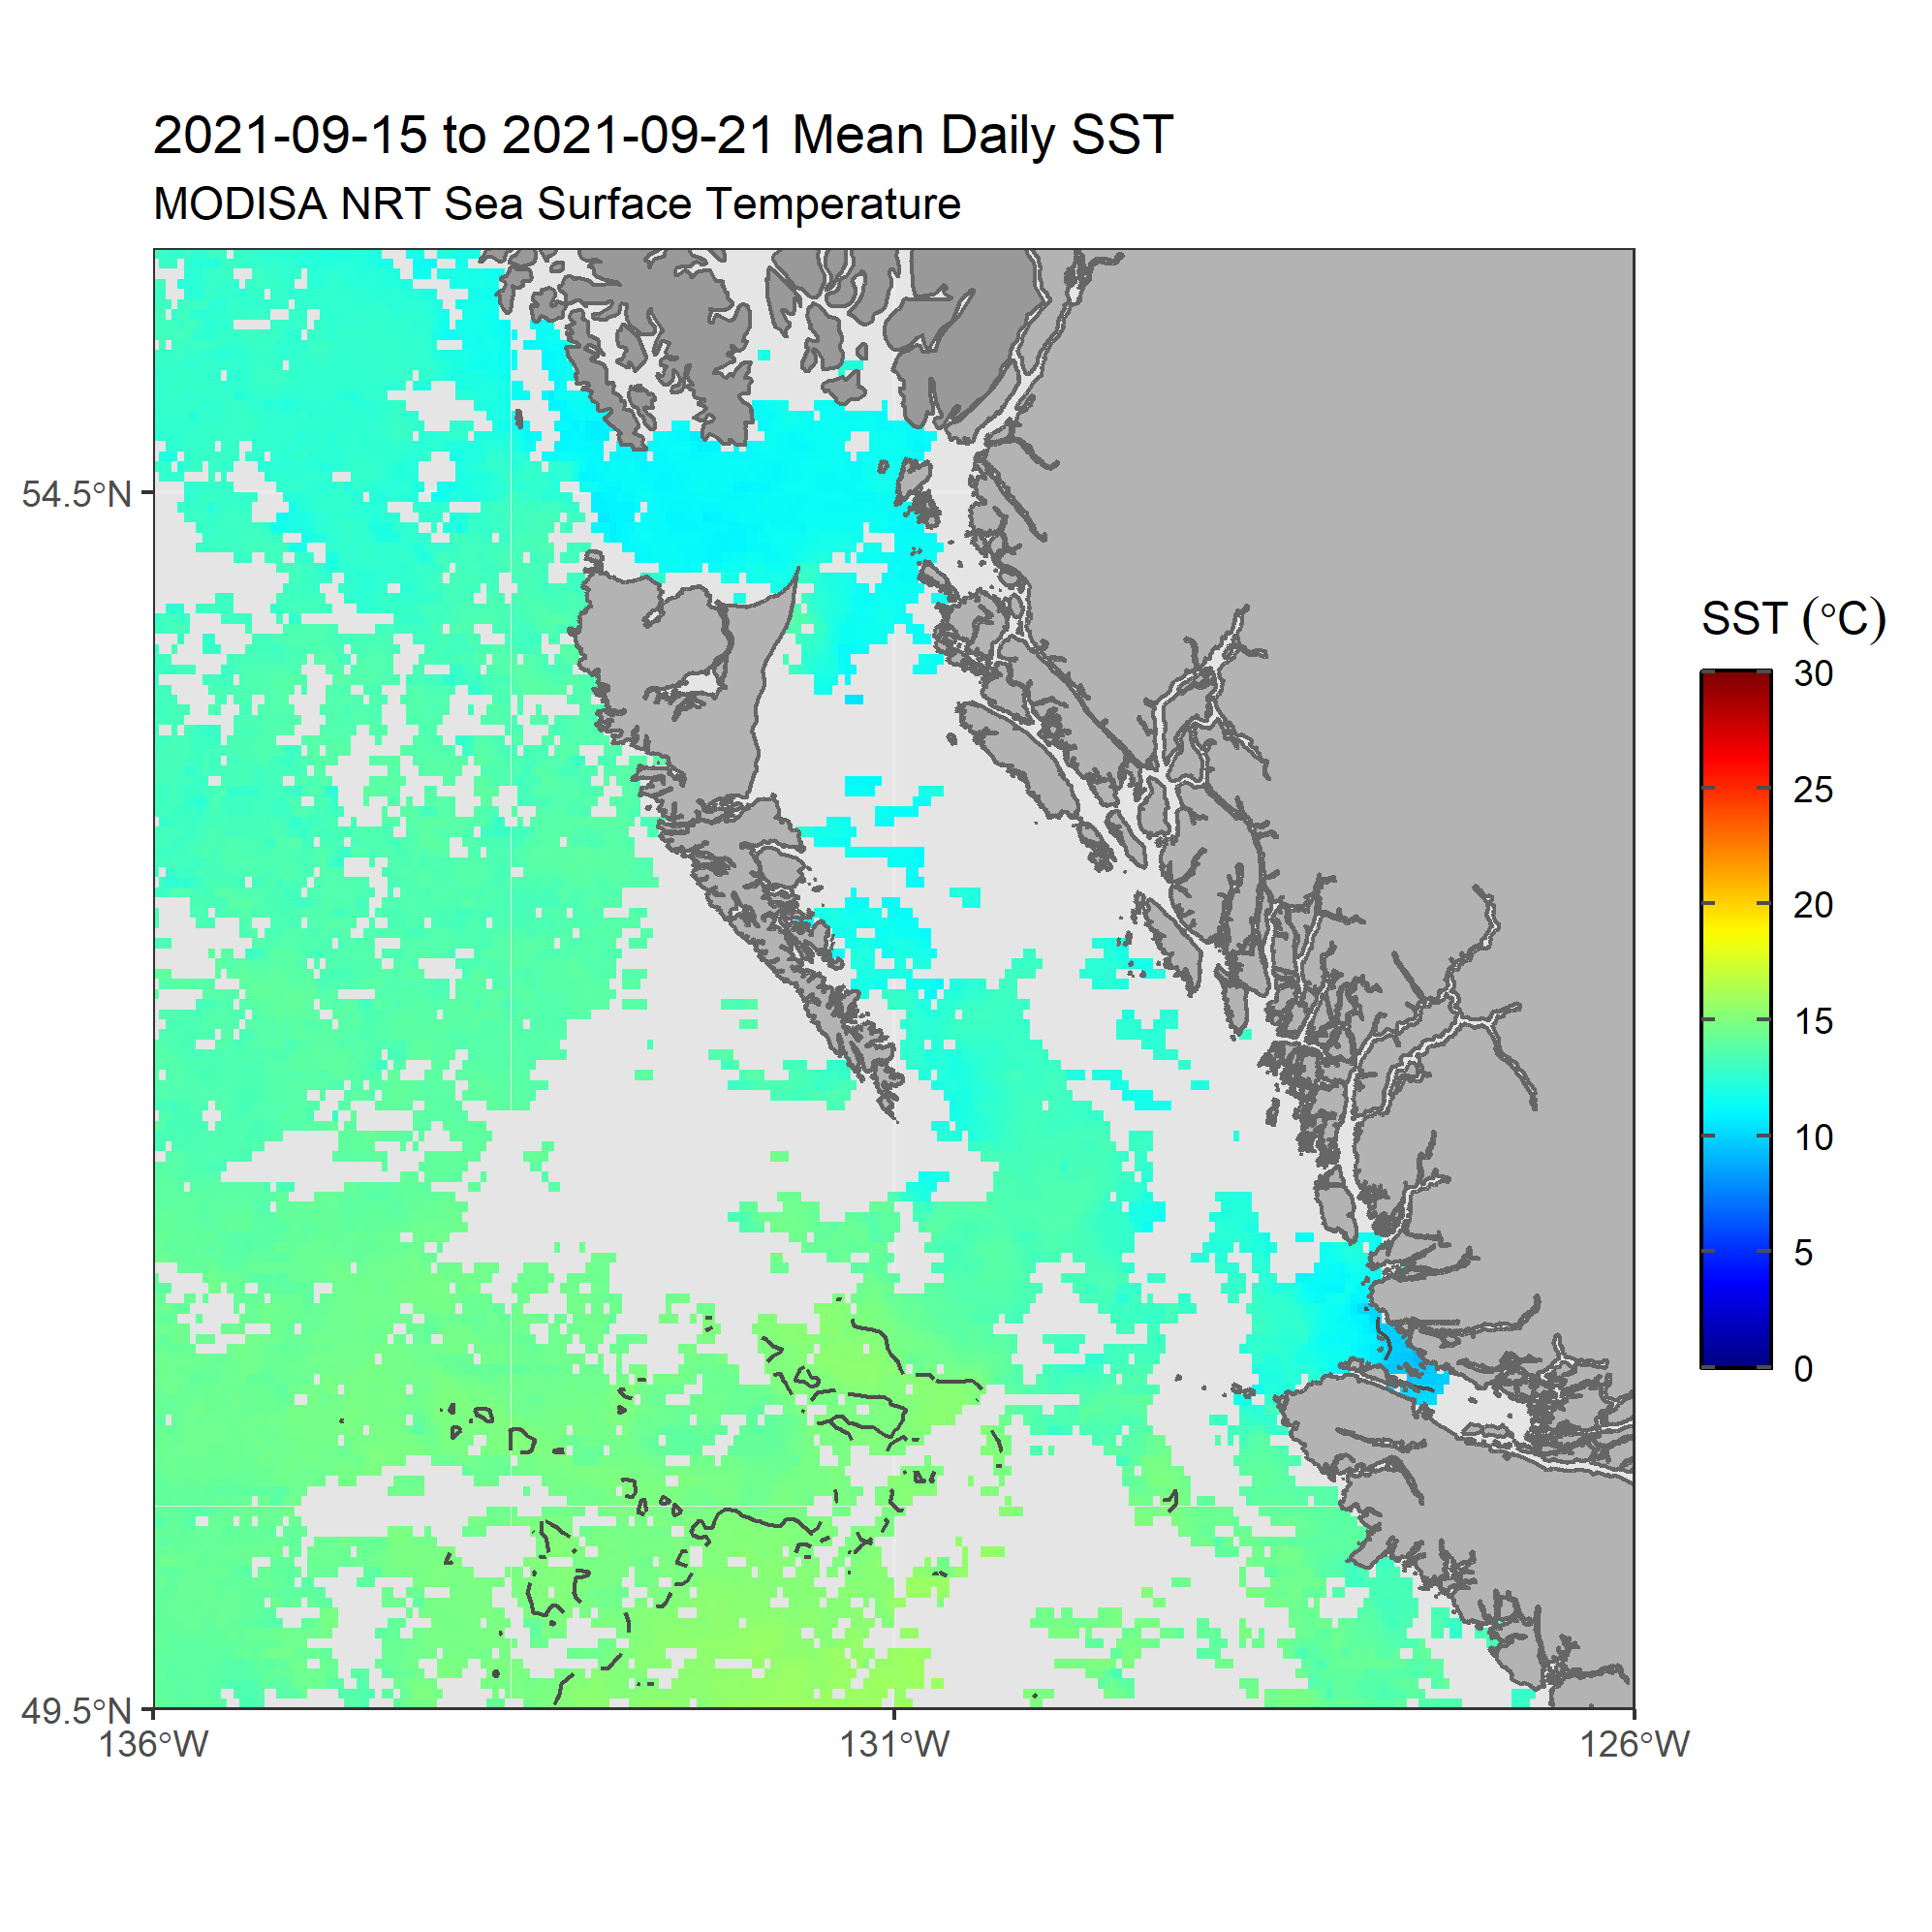 2021-09-15 to 2021-09-21 Mean Daily SST
MODISA NRT Sea Surface Temperature
54.5°N
49.5°N
136°W
131°W
126°W
SST (°C)
30
25
20
15
10
5
0